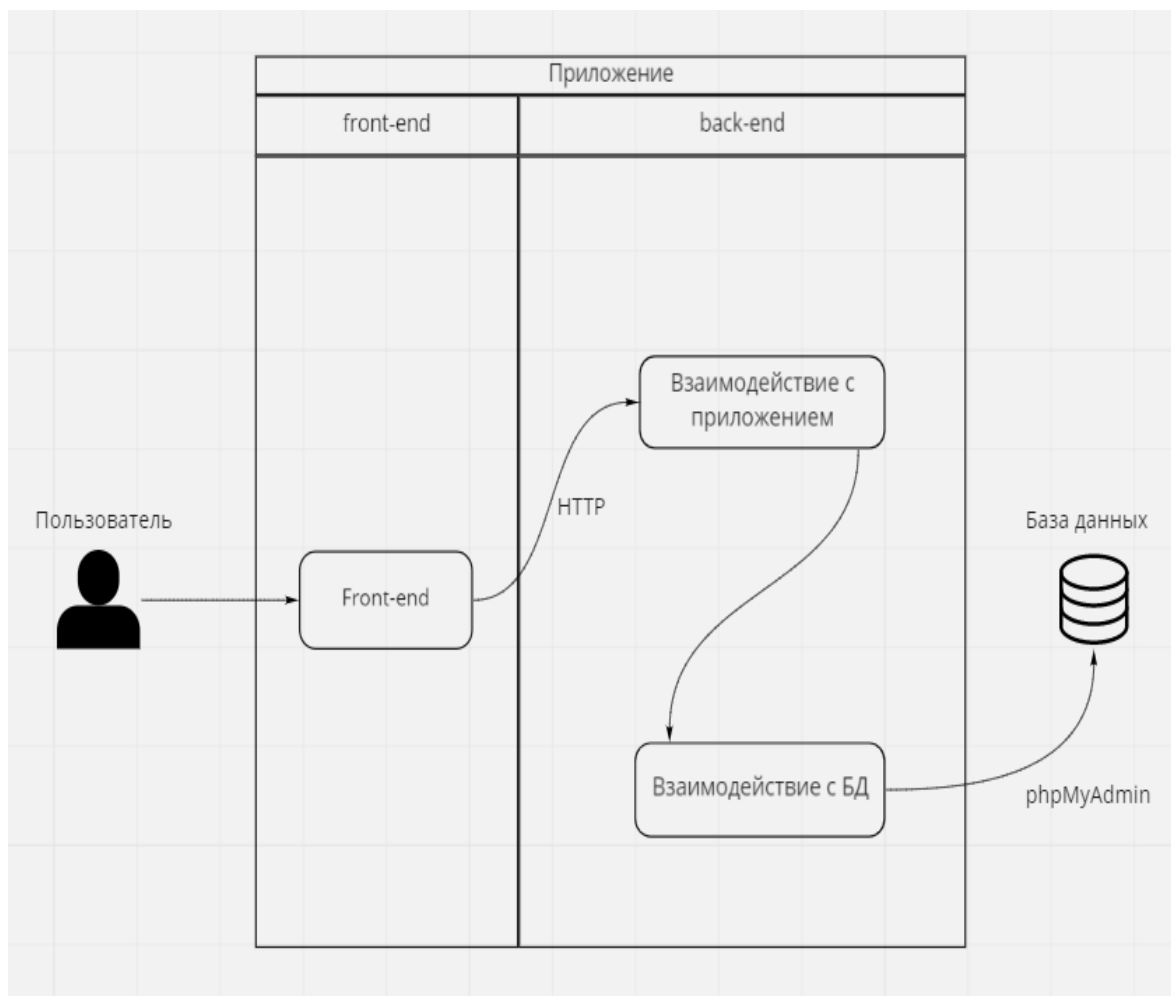 Приложение
front-end
back-end
Взаимодействие с
приложением
HTTP
Пользователь
База данных
Front-end
Взаимодействие с БД
phpMyAdmin